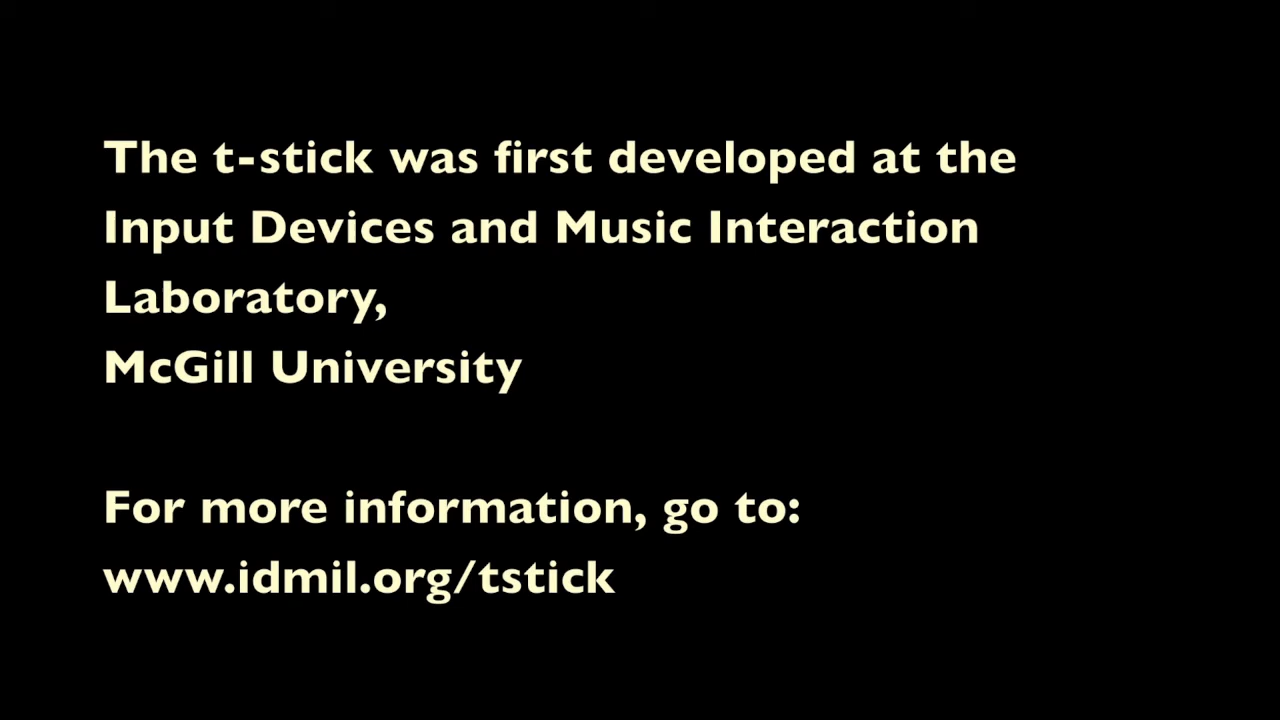 The t-stick was first developed at the
Input Devices and Music Interaction
Laboratory,
McGill University
For more information, go to:
www.idmil.org/tstick